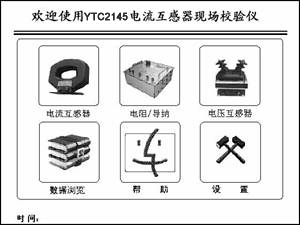 欢迎使用YTC2145电流互感器现场校验仪
电流互感器 电阻/导纳 电压互感器
数据浏览 帮 助 设 置
时 间: